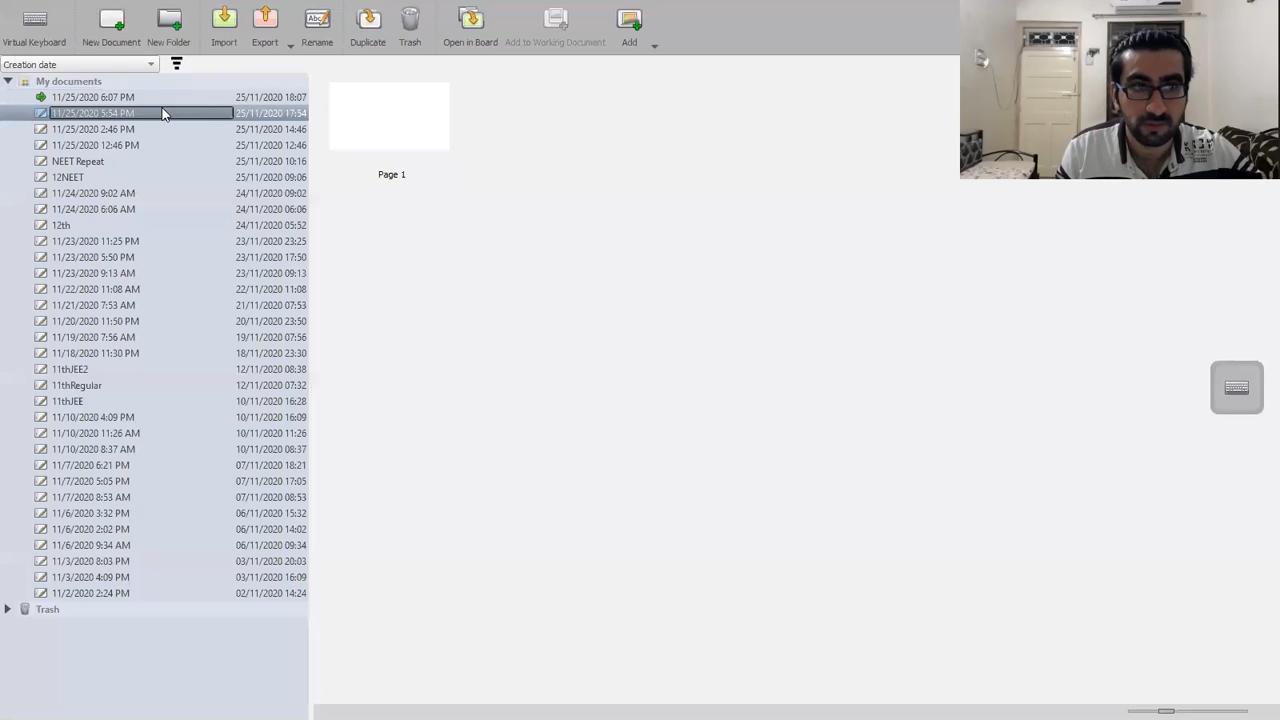 Virtual Keyboard New Document New Folder Import Export Rename Duplicate Trash Open in Board Add to Working Document Add
Creation date
My documents
11/25/2020 6:07 PM 25/11/2020 18:07
11/25/2020 5:54 PM 25/11/2020 17:54
11/25/2020 2:46 PM 25/11/2020 14:46
11/25/2020 12:46 PM 25/11/2020 12:46
NEET Repeat 25/11/2020 10:16
12NEET 25/11/2020 09:06
11/24/2020 9:02 AM 24/11/2020 09:02
11/24/2020 6:06 AM 24/11/2020 06:06
12th 24/11/2020 05:52
11/23/2020 11:25 PM 23/11/2020 23:25
11/23/2020 5:50 PM 23/11/2020 17:50
11/23/2020 9:13 AM 23/11/2020 09:13
11/22/2020 11:08 AM 22/11/2020 11:08
11/21/2020 7:53 AM 21/11/2020 07:53
11/20/2020 11:50 PM 20/11/2020 23:50
11/19/2020 7:56 AM 19/11/2020 07:56
11/18/2020 11:30 PM 18/11/2020 23:30
11thJEE2 12/11/2020 08:38
11thRegular 12/11/2020 07:32
11thJEE 10/11/2020 16:28
11/10/2020 4:09 PM 10/11/2020 16:09
11/10/2020 11:26 AM 10/11/2020 11:26
11/10/2020 8:37 AM 10/11/2020 08:37
11/7/2020 6:21 PM 07/11/2020 18:21
11/7/2020 5:05 PM 07/11/2020 17:05
11/7/2020 8:53 AM 07/11/2020 08:53
11/6/2020 3:32 PM 06/11/2020 15:32
11/6/2020 2:02 PM 06/11/2020 14:02
11/6/2020 9:34 AM 06/11/2020 09:34
11/3/2020 8:03 PM 03/11/2020 20:03
11/3/2020 4:09 PM 03/11/2020 16:09
11/2/2020 2:24 PM 02/11/2020 14:24
Trash
Page 1